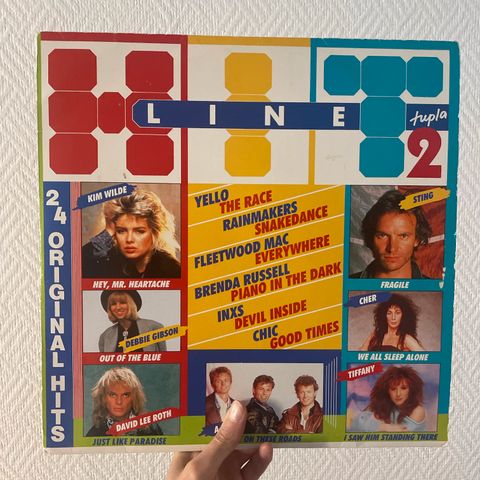 HIT
LINE
tupla
2
24 ORIGINAL HITS
KIM WILDE
HEY, MR. HEARTACHE
DEBBIE GIBSON
OUT OF THE BLUE
DAVID LEE ROTH
JUST LIKE PARADISE
YELLO
THE RACE
RAINMAKERS
SNAKEDANCE
FLEETWOOD MAC
EVERYWHERE
BRENDA RUSSELL
PIANO IN THE DARK
INXS
DEVIL INSIDE
CHIC
GOOD TIMES
A
ON THESE ROADS
STING
FRAGILE
CHER
WE ALL SLEEP ALONE
TIFFANY
I SAW HIM STANDING THERE